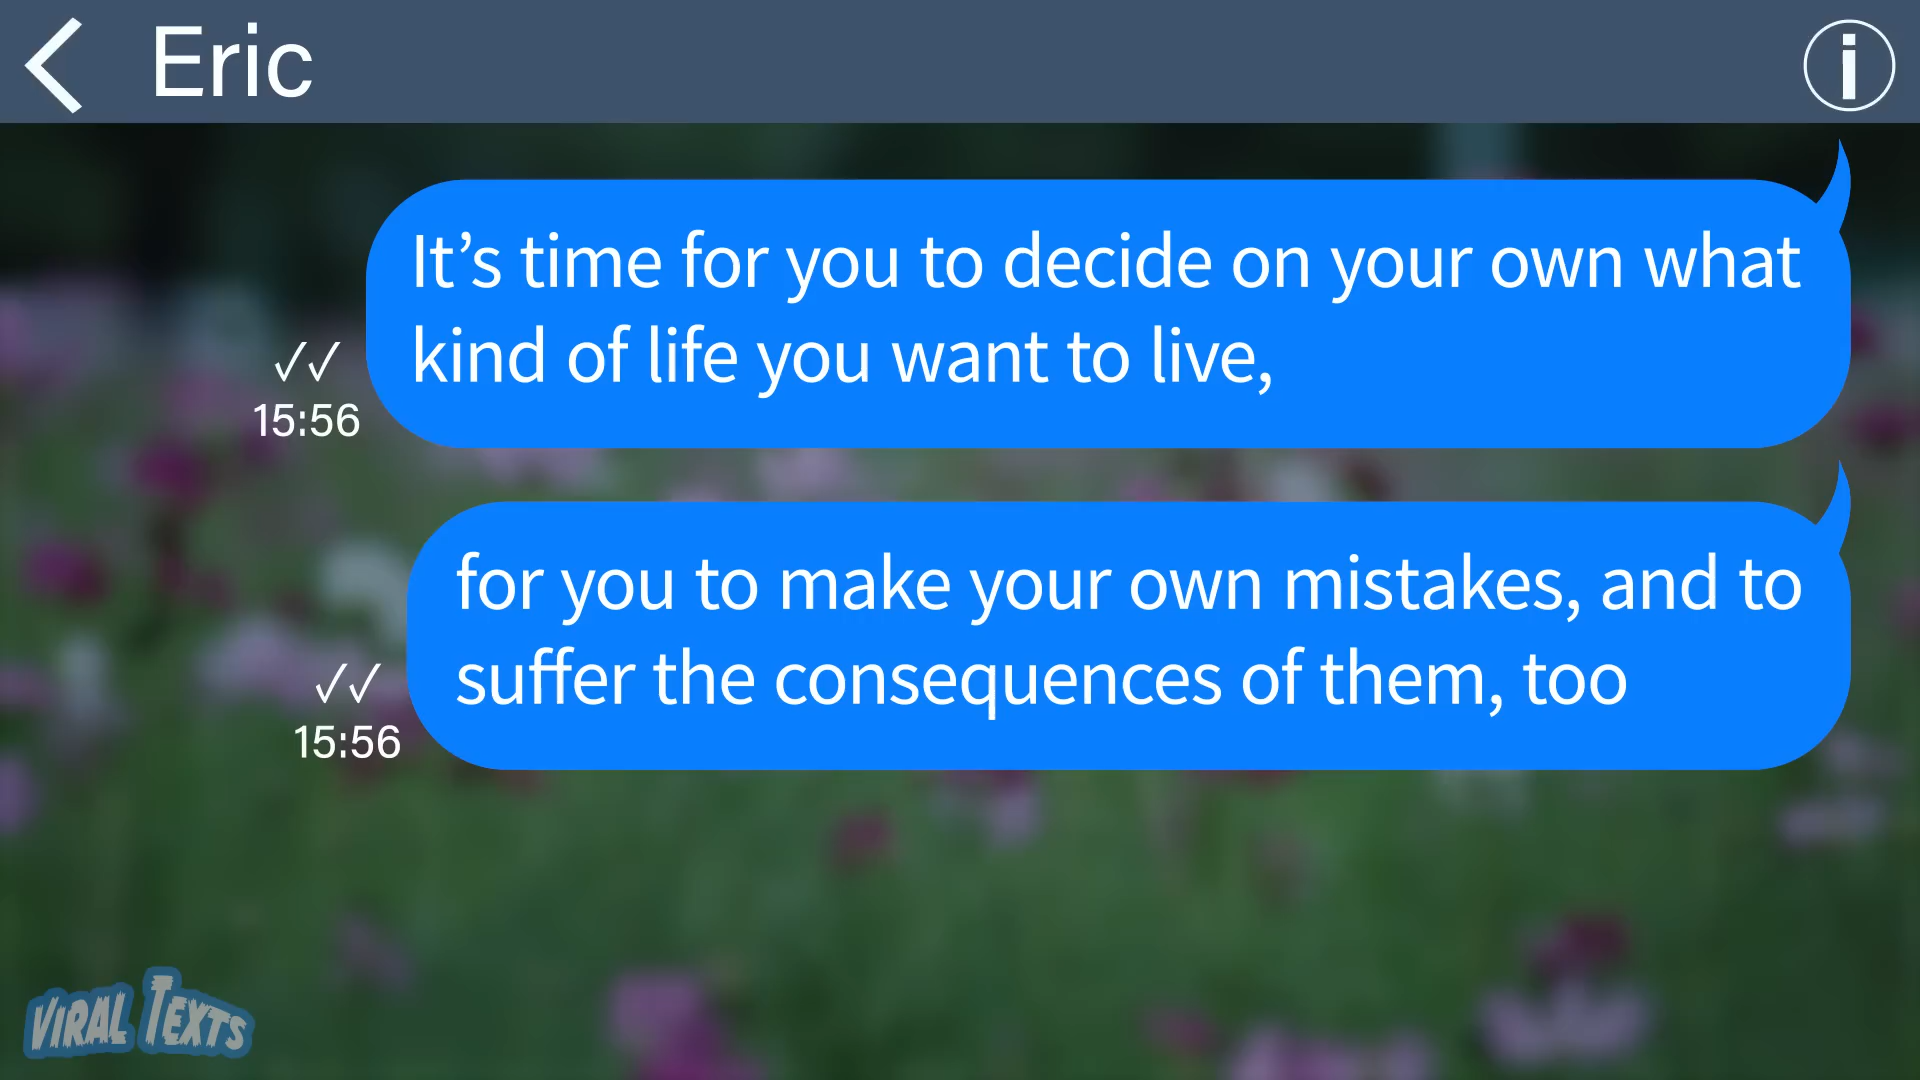 Eric
It’s time for you to decide on your own what
kind of life you want to live,
✓✓
15:56
for you to make your own mistakes, and to
suffer the consequences of them, too
✓✓
15:56
VIRAL TEXTS